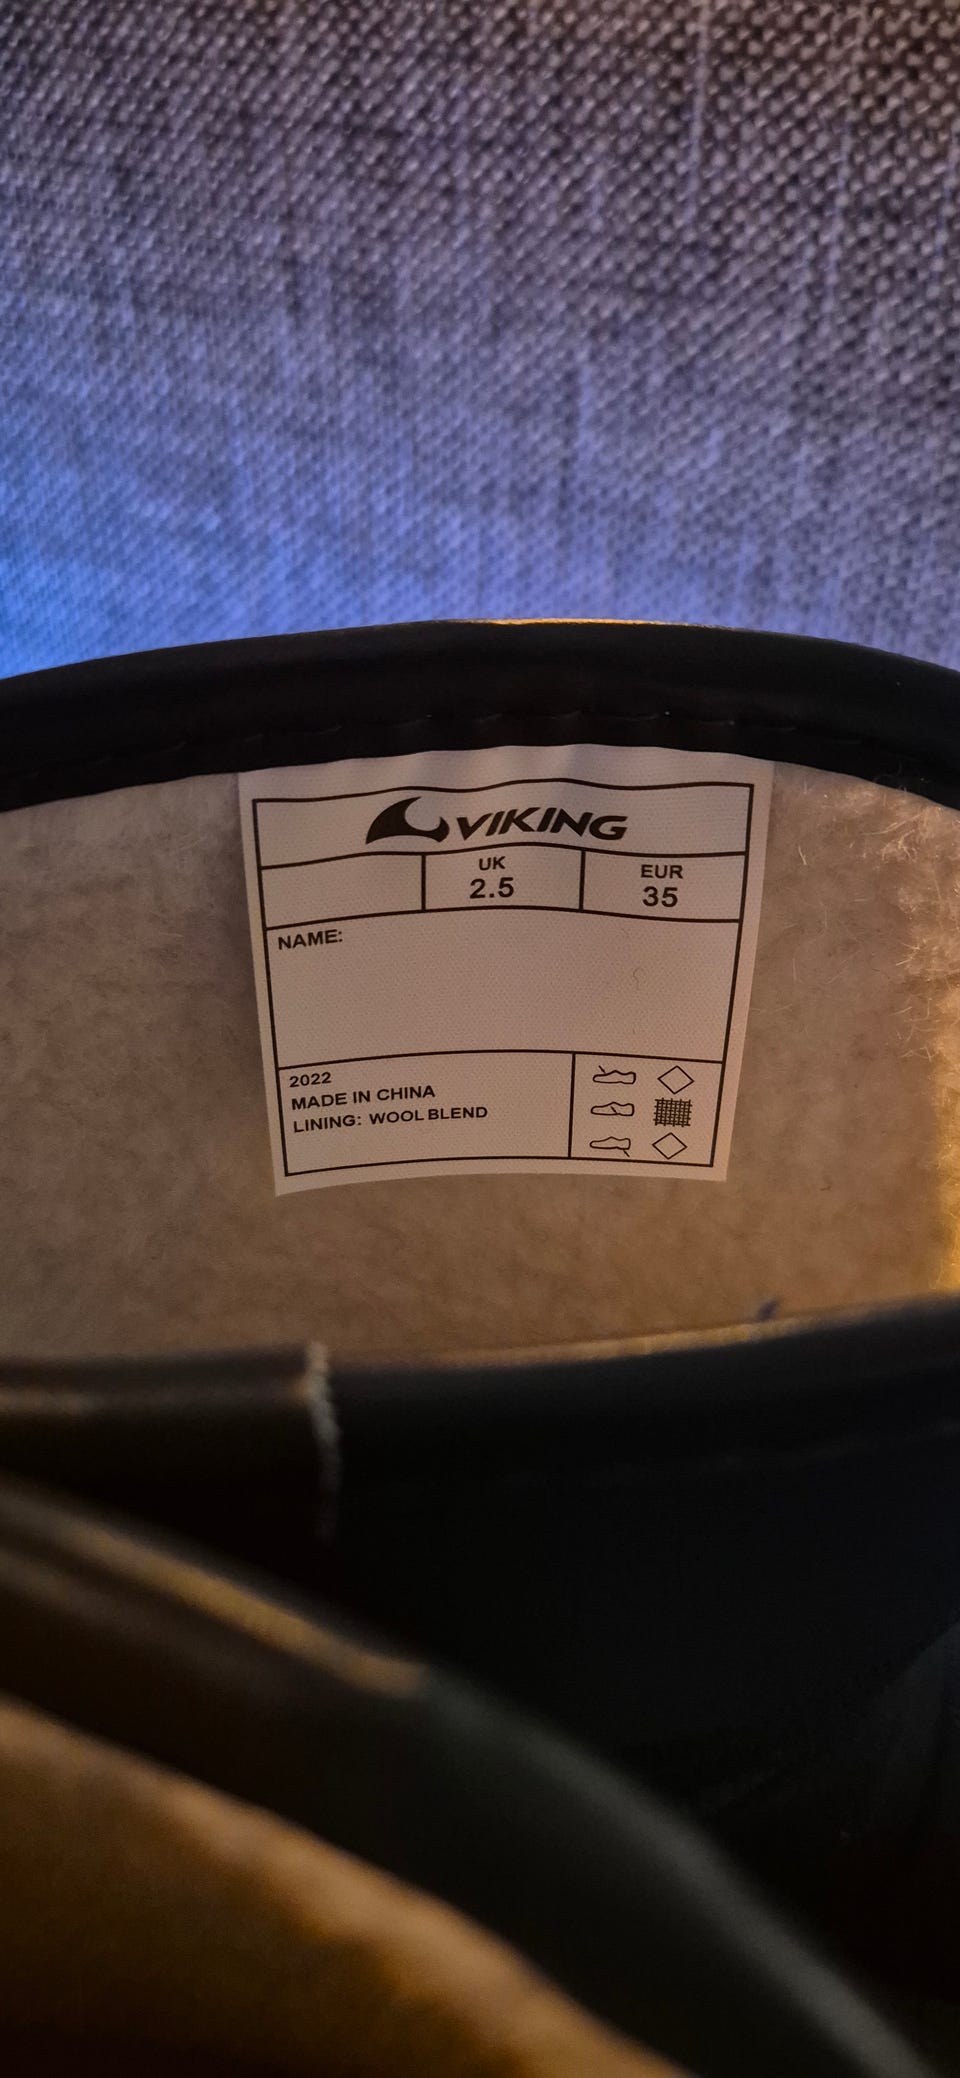 VIKING
UK
2.5
EUR
35
NAME:
2022
MADE IN CHINA
LINING: WOOL BLEND